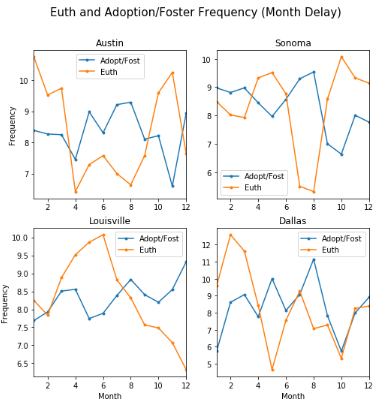 Euth and Adoption/Foster Frequency (Month Delay)
Austin
Sonoma
Frequency
10
9
8
7
Adopt/Fost
Euth
2 4 6 8 10 12
10
9
8
7
6
Adopt/Fost
Euth
2 4 6 8 10 12
Louisville
Dallas
Frequency
10.0
9.5
9.0
8.5
8.0
7.5
7.0
6.5
Adopt/Fost
Euth
2 4 6 8 10 12
Month
12
11
10
9
8
7
6
5
Adopt/Fost
Euth
2 4 6 8 10 12
Month